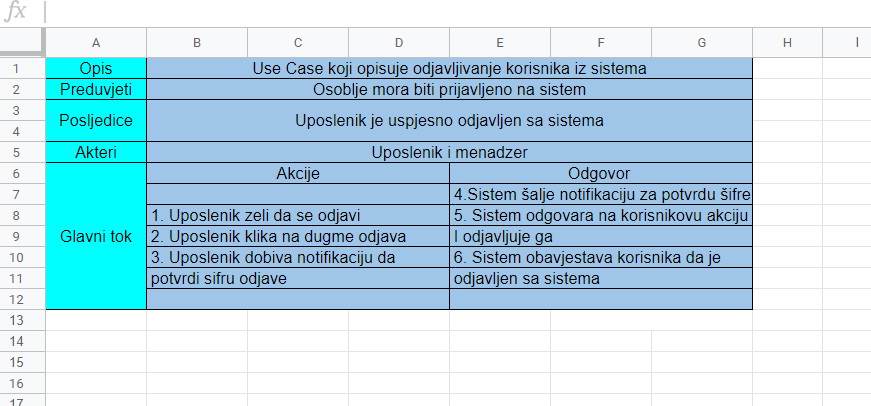 fx
A B C D E F G H I
1 Opis Use Case koji opisuje odjavljivanje korisnika iz sistema
2 Preduvjeti Osoblje mora biti prijavljeno na sistem
3
Posljedice Uposlenik je uspjesno odjavljen sa sistema
4
5 Akteri Uposlenik i menadzer
6 Akcije Odgovor
7 4.Sistem šalje notifikaciju za potvrdu šifre
8 1. Uposlenik zeli da se odjavi 5. Sistem odgovara na korisnikovu akciju
9 Glavni tok 2. Uposlenik klika na dugme odjava I odjavljuje ga
10 3. Uposlenik dobiva notifikaciju da 6. Sistem obavjestava korisnika da je
11 potvrdi sifru odjave odjavljen sa sistema
12
13
14
15
16
17